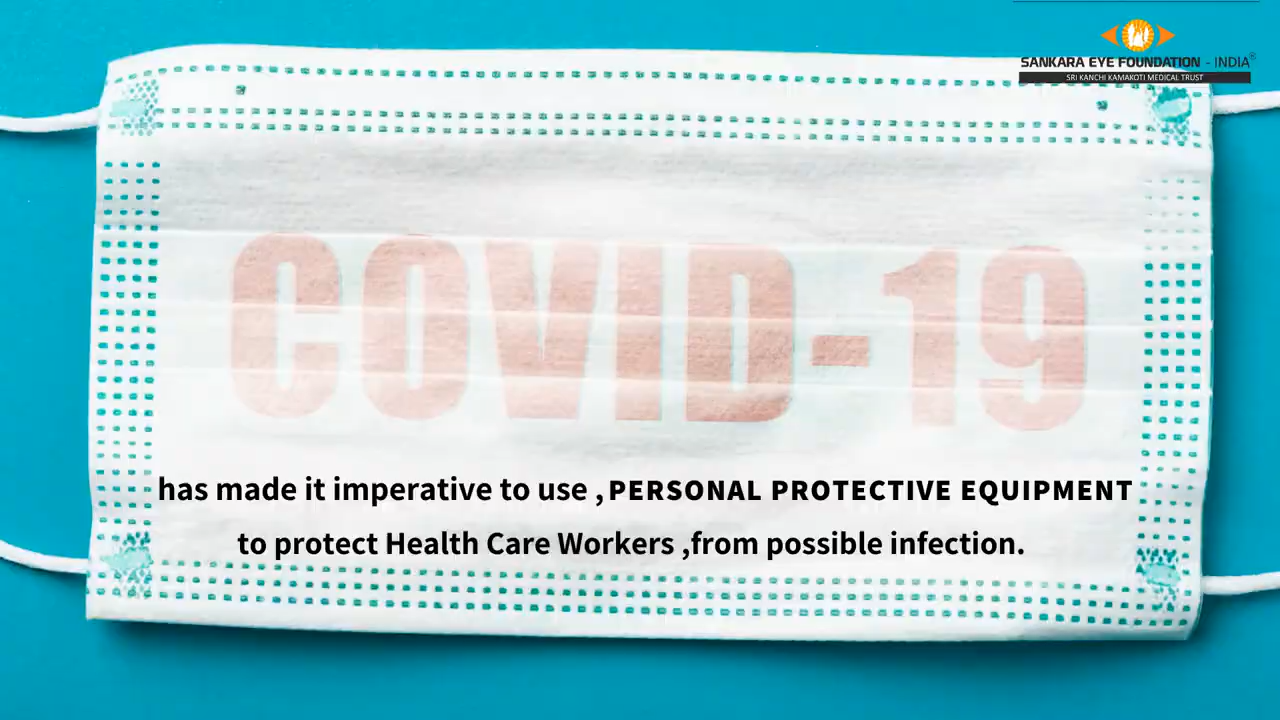 SANKARA EYE FOUNDATION - INDIA®
SRI KANCHI KAMAKOTI MEDICAL TRUST
COVID-19
has made it imperative to use ,PERSONAL PROTECTIVE EQUIPMENT
to protect Health Care Workers ,from possible infection.